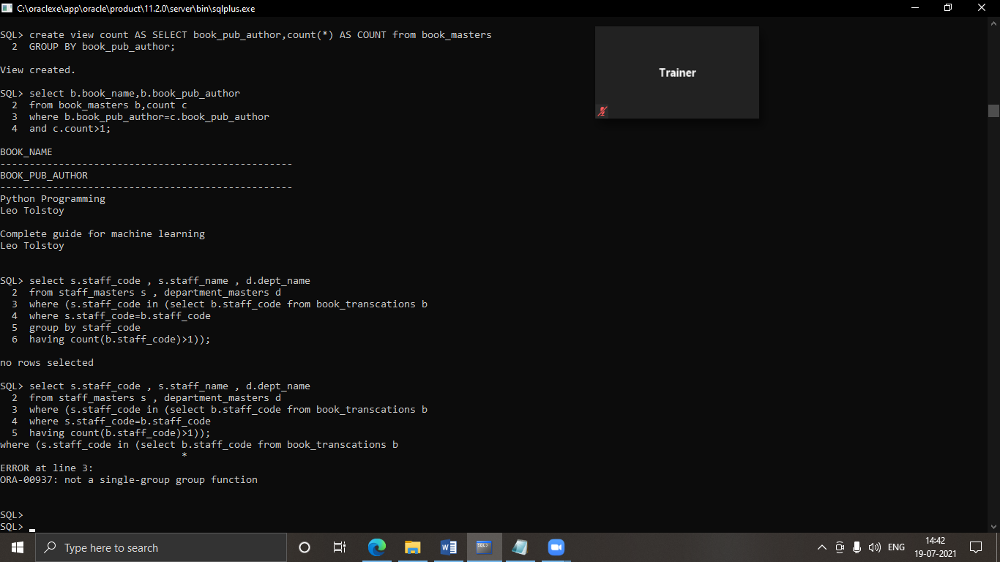 C:\oraclexe\app\oracle\product\11.2.0\server\bin\sqlplus.exe
SQL> create view count AS SELECT book_pub_author,count(*) AS COUNT from book_masters
  2  GROUP BY book_pub_author;
View created.
SQL> select b.book_name,b.book_pub_author
  2  from book_masters b,count c
  3  where b.book_pub_author=c.book_pub_author
  4  and c.count>1;
BOOK_NAME
--------------------------------------------------
BOOK_PUB_AUTHOR
--------------------------------------------------
Python Programming
Leo Tolstoy
Complete guide for machine learning
Leo Tolstoy
SQL> select s.staff_code , s.staff_name , d.dept_name
  2  from staff_masters s , department_masters d
  3  where (s.staff_code in (select b.staff_code from book_transcations b
  4  where s.staff_code=b.staff_code
  5  group by staff_code
  6  having count(b.staff_code)>1));
no rows selected
SQL> select s.staff_code , s.staff_name , d.dept_name
  2  from staff_masters s , department_masters d
  3  where (s.staff_code in (select b.staff_code from book_transcations b
  4  where s.staff_code=b.staff_code
  5  having count(b.staff_code)>1));
where (s.staff_code in (select b.staff_code from book_transcations b
                               *
ERROR at line 3:
ORA-00937: not a single-group group function
SQL>
SQL>
Trainer
Type here to search
SQL>
ENG
14:42
19-07-2021